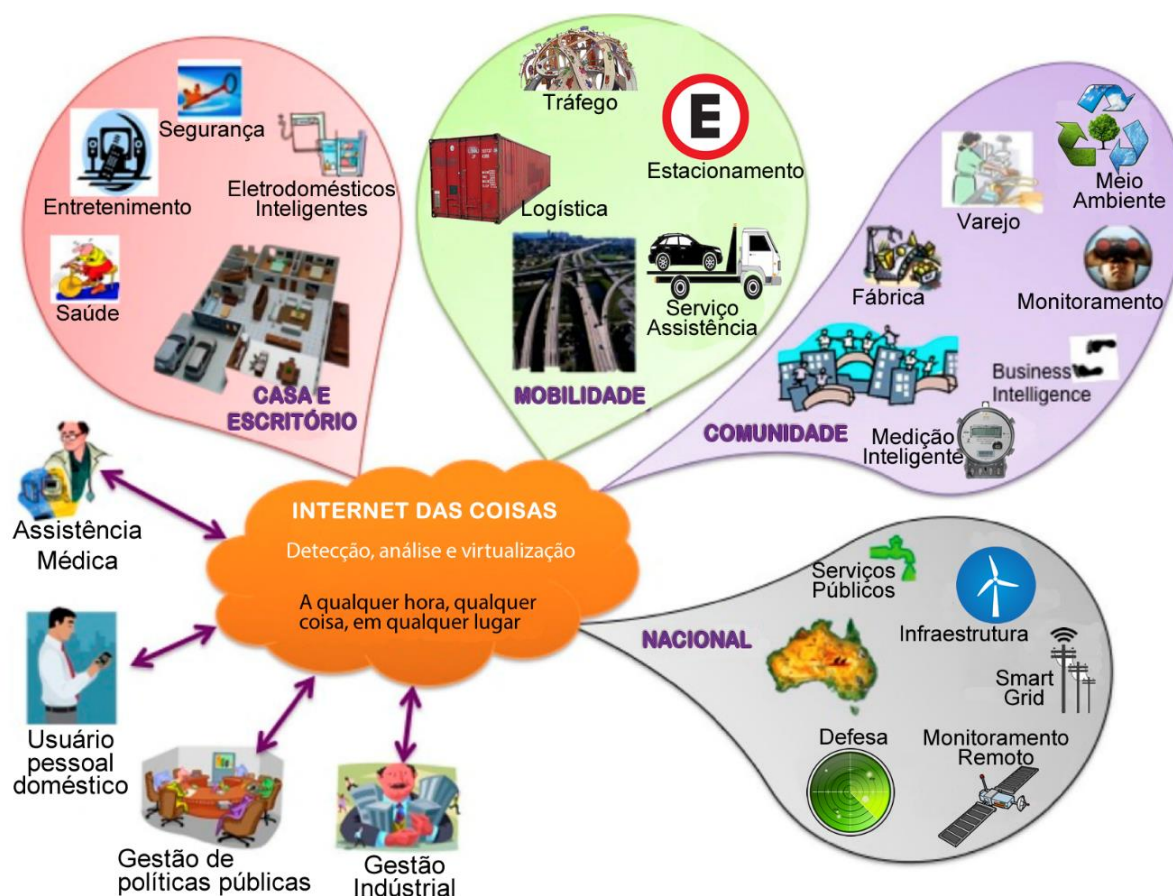 Segurança
Entretenimento
Eletrodomésticos
Inteligentes
Saúde
CASA E
ESCRITÓRIO
Tráfego
E
Estacionamento
Logística
Serviço
Assistência
MOBILIDADE
Meio
Ambiente
Varejo
Fábrica
Monitoramento
Business
Intelligence
COMUNIDADE
Medição
Inteligente
Assistência
Médica
INTERNET DAS COISAS
Detecção, análise e virtualização
A qualquer hora, qualquer
coisa, em qualquer lugar
Serviços
Públicos
Infraestrutura
NACIONAL
Smart
Grid
Defesa
Monitoramento
Remoto
Usuário
pessoal
doméstico
Gestão de
políticas públicas
Gestão
Indústrial